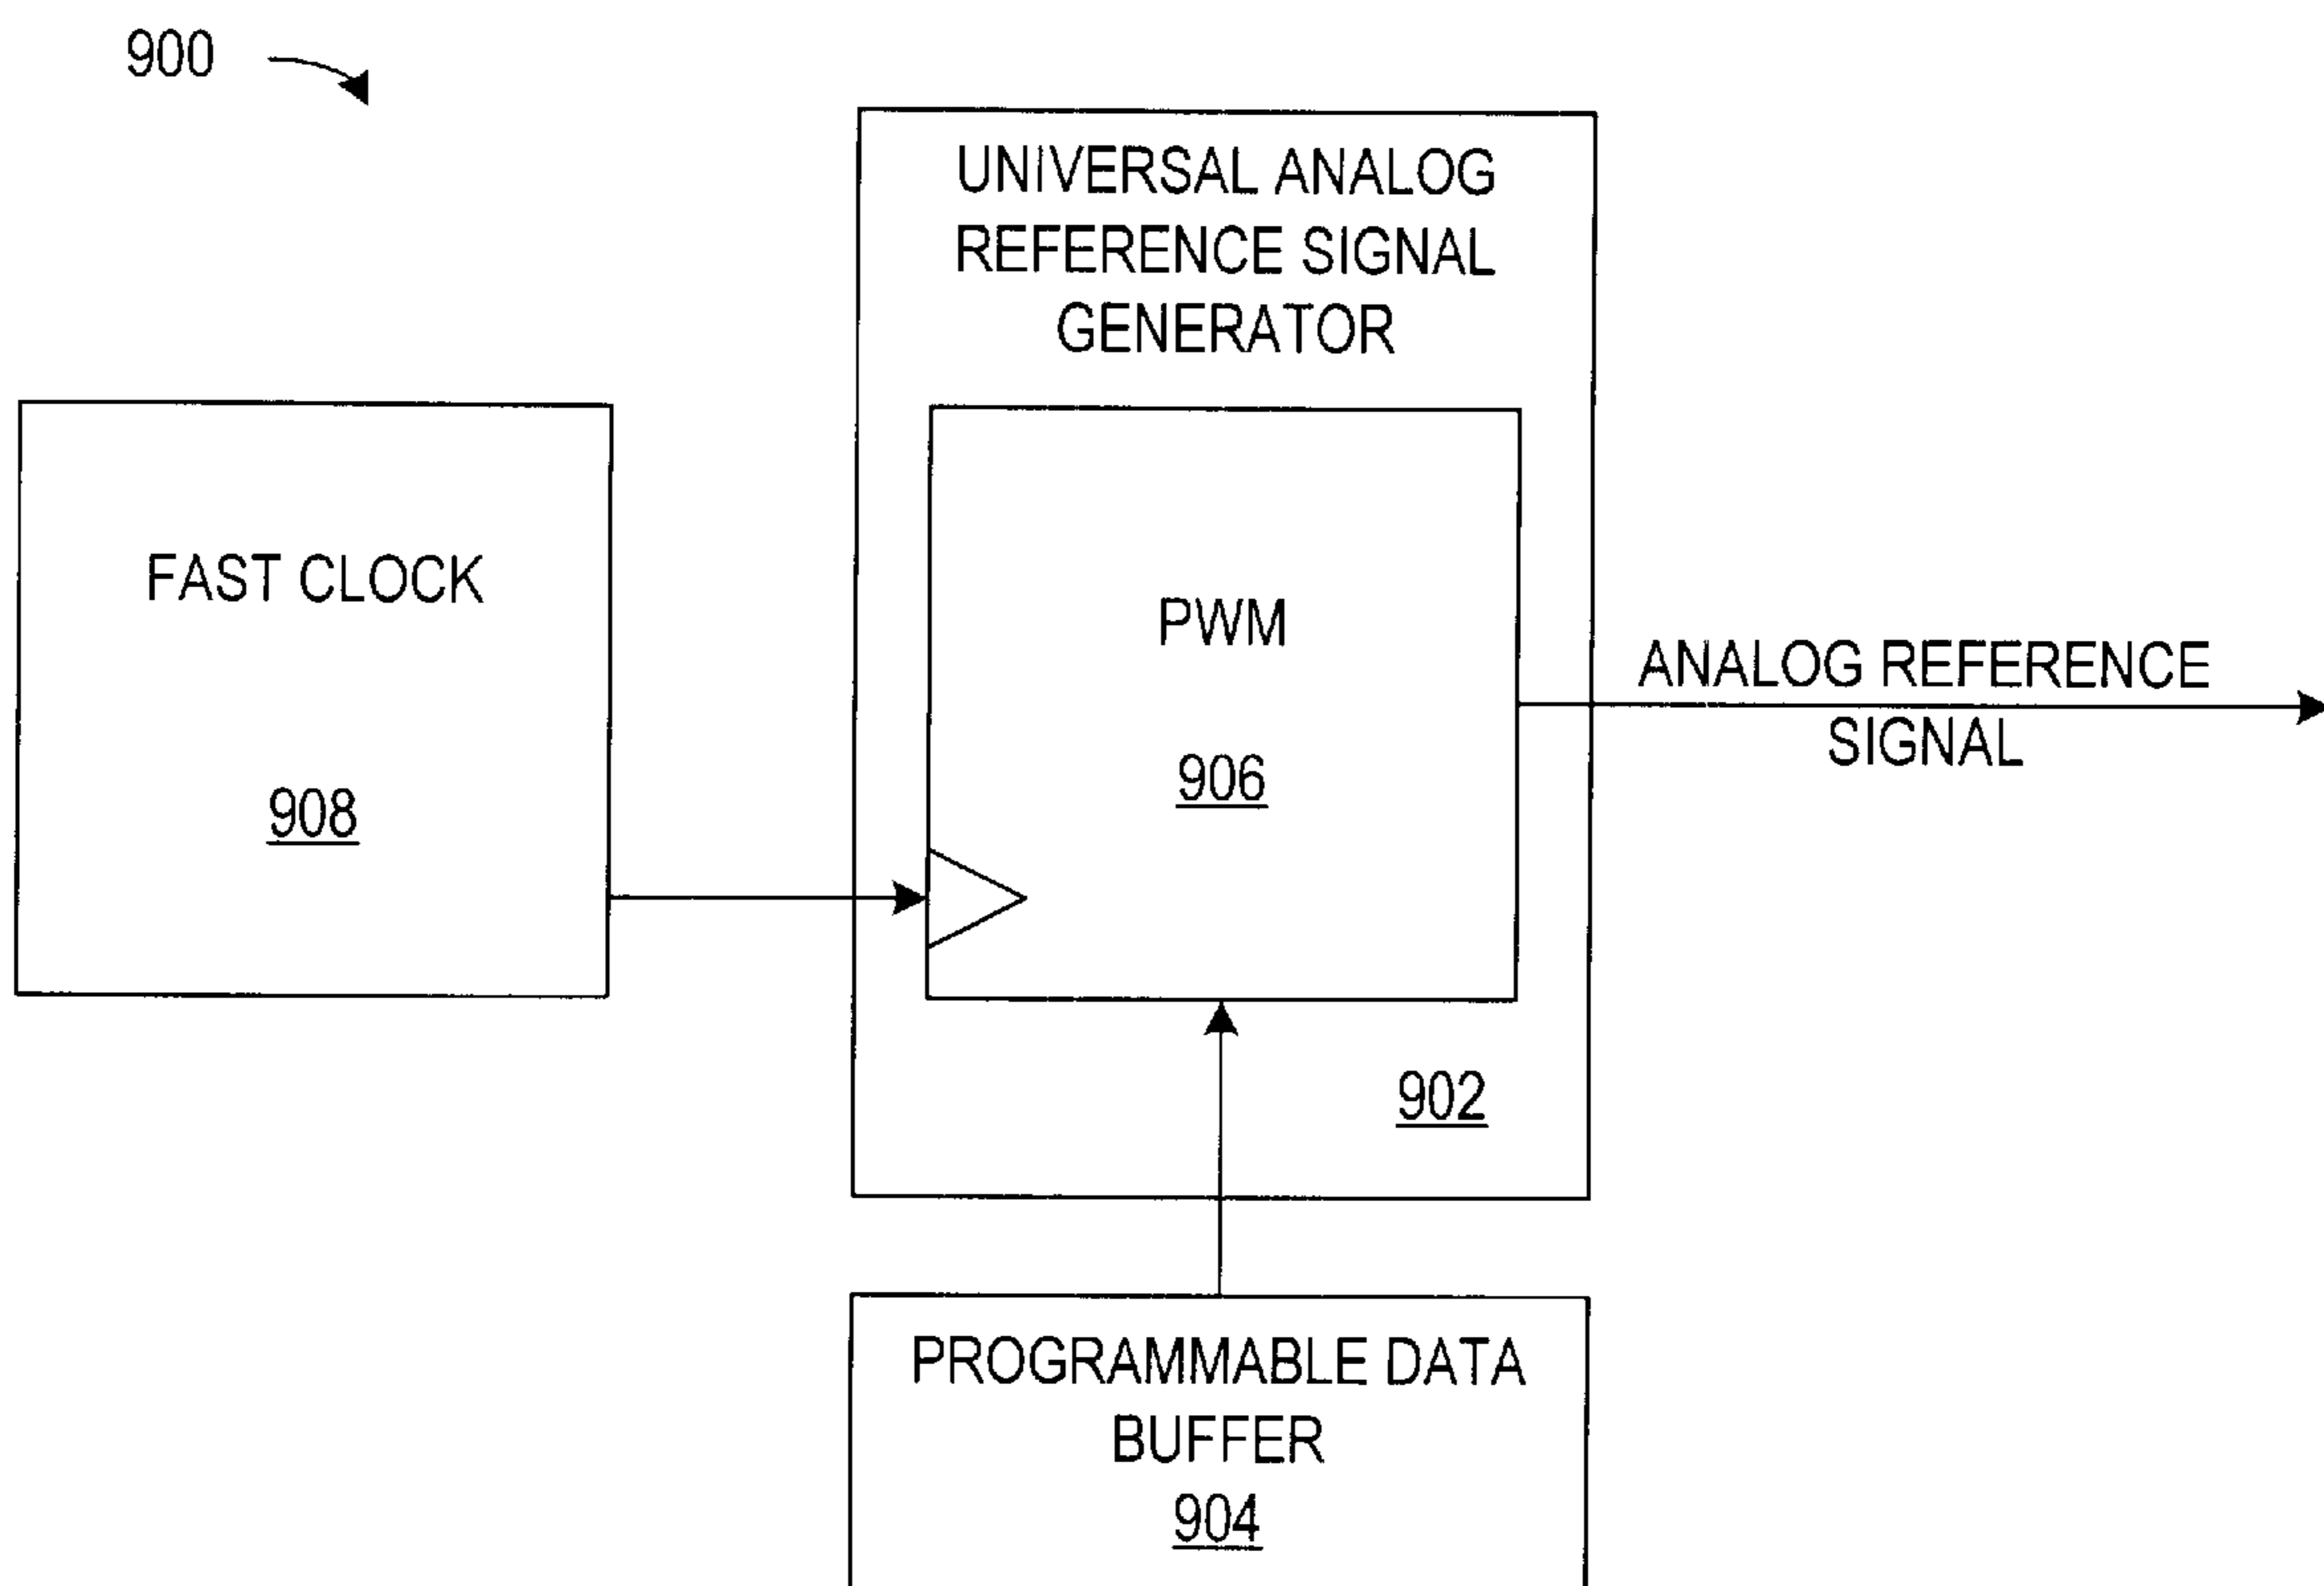 900
UNIVERSAL ANALOG
REFERENCE SIGNAL
GENERATOR
FAST CLOCK
908
PWM
906
ANALOG REFERENCE
SIGNAL
902
PROGRAMMABLE DATA
BUFFER
904